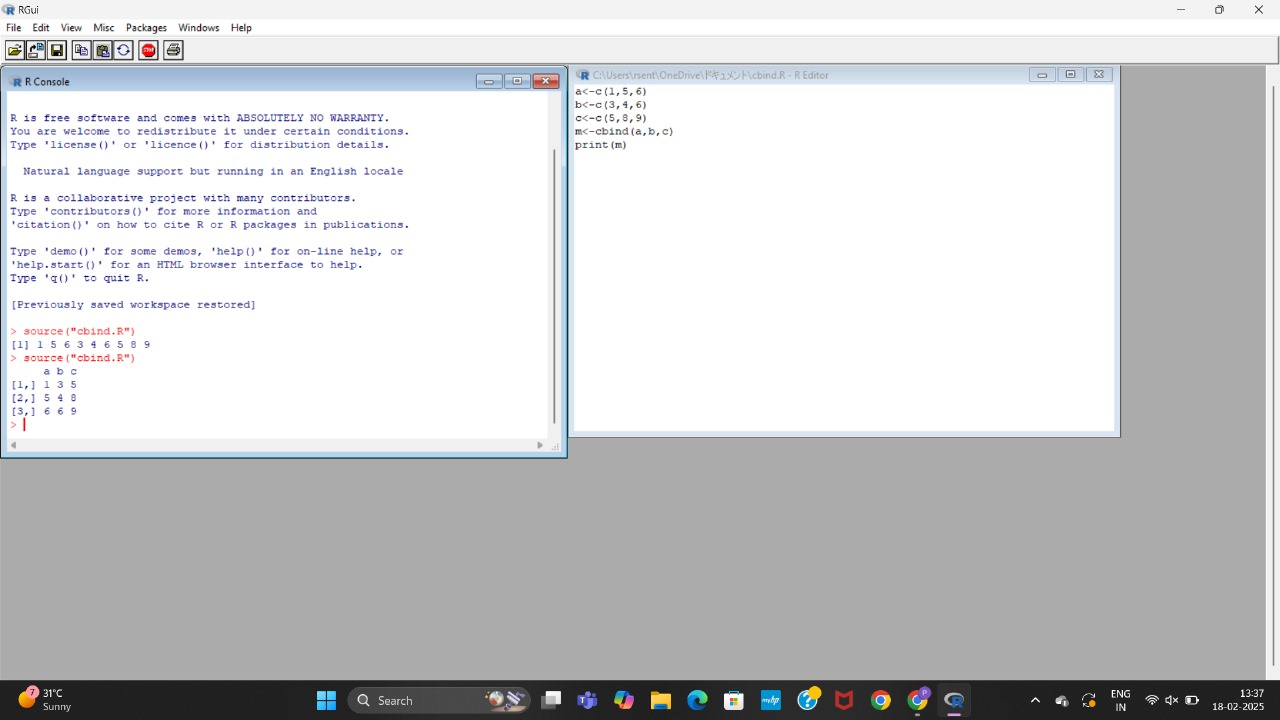 RGui
File Edit View Misc Packages Windows Help
R Console
R is free software and comes with ABSOLUTELY NO WARRANTY.
You are welcome to redistribute it under certain conditions.
Type 'license()' or 'licence()' for distribution details.
Natural language support but running in an English locale
R is a collaborative project with many contributors.
Type 'contributors()' for more information and
'citation()' on how to cite R or R packages in publications.
Type 'demo()' for some demos, 'help()' for on-line help, or
'help.start()' for an HTML browser interface to help.
Type 'q()' to quit R.
[Previously saved workspace restored]
> source("cbind.R")
[1] 1 5 6 3 4 6 5 8 9
> source("cbind.R")
a b c
[1,] 1 3 5
[2,] 5 4 8
[3,] 6 6 9
>
C:\Users\rsent\OneDrive\ドキュメント\cbind.R - R Editor
a<-c(1,5,6)
b<-c(3,4,6)
c<-c(5,8,9)
m<-cbind(a,b,c)
print(m)
7
31°C
Sunny
Search
ENG
IN
13:37
18-02-2025